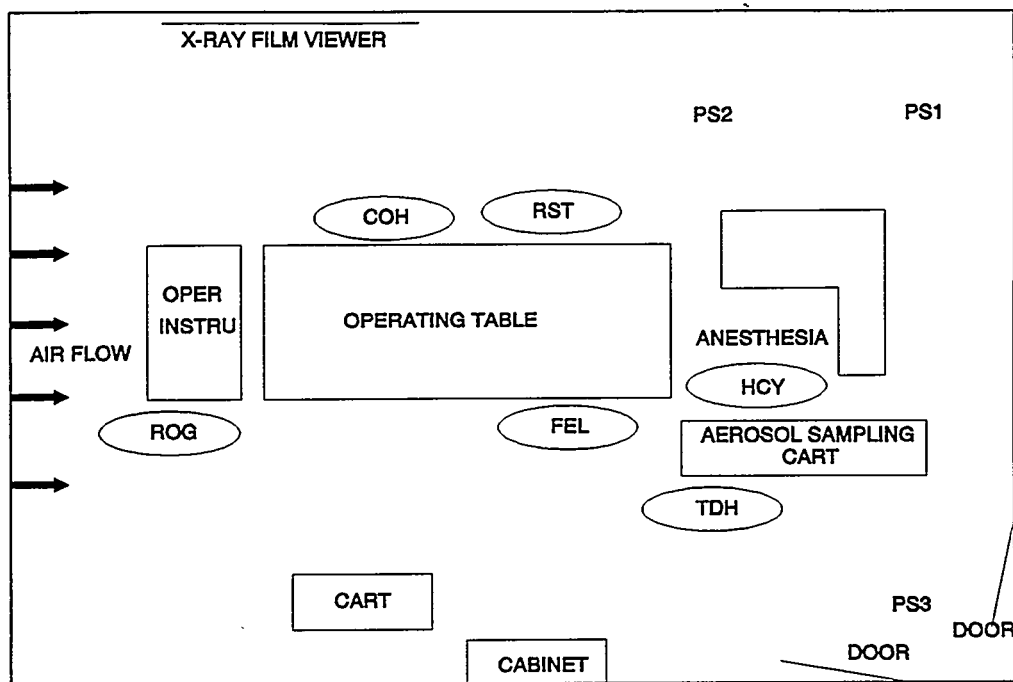 X-RAY FILM VIEWER
PS2
PS1
COH
RST
OPER
INSTRU
OPERATING TABLE
AIR FLOW
ANESTHESIA
HCY
ROG
FEL
AEROSOL SAMPLING
CART
TDH
CART
PS3
DOOR
DOOR
CABINET